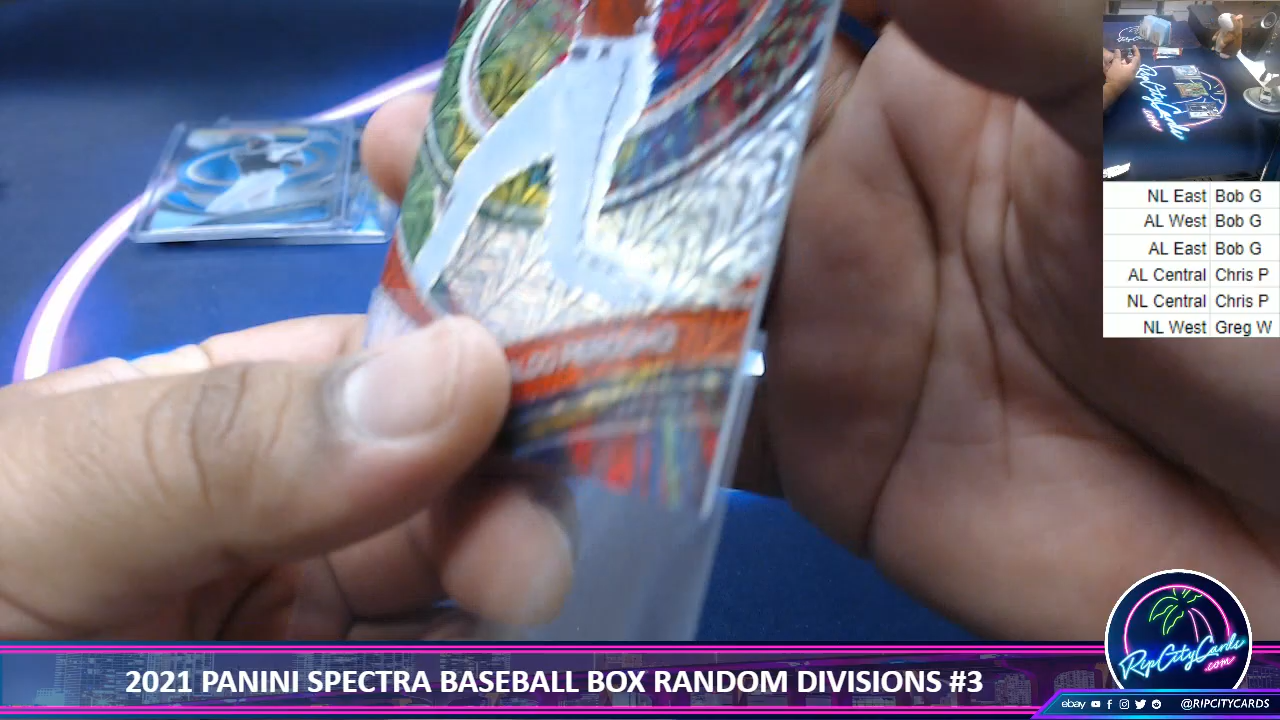 NL East Bob G
AL West Bob G
AL East Bob G
AL Central Chris P
NL Central Chris P
NL West Greg W
RipCityCards
.com
2021 PANINI SPECTRA BASEBALL BOX RANDOM DIVISIONS #3
ebay @RIPCITYCARDS